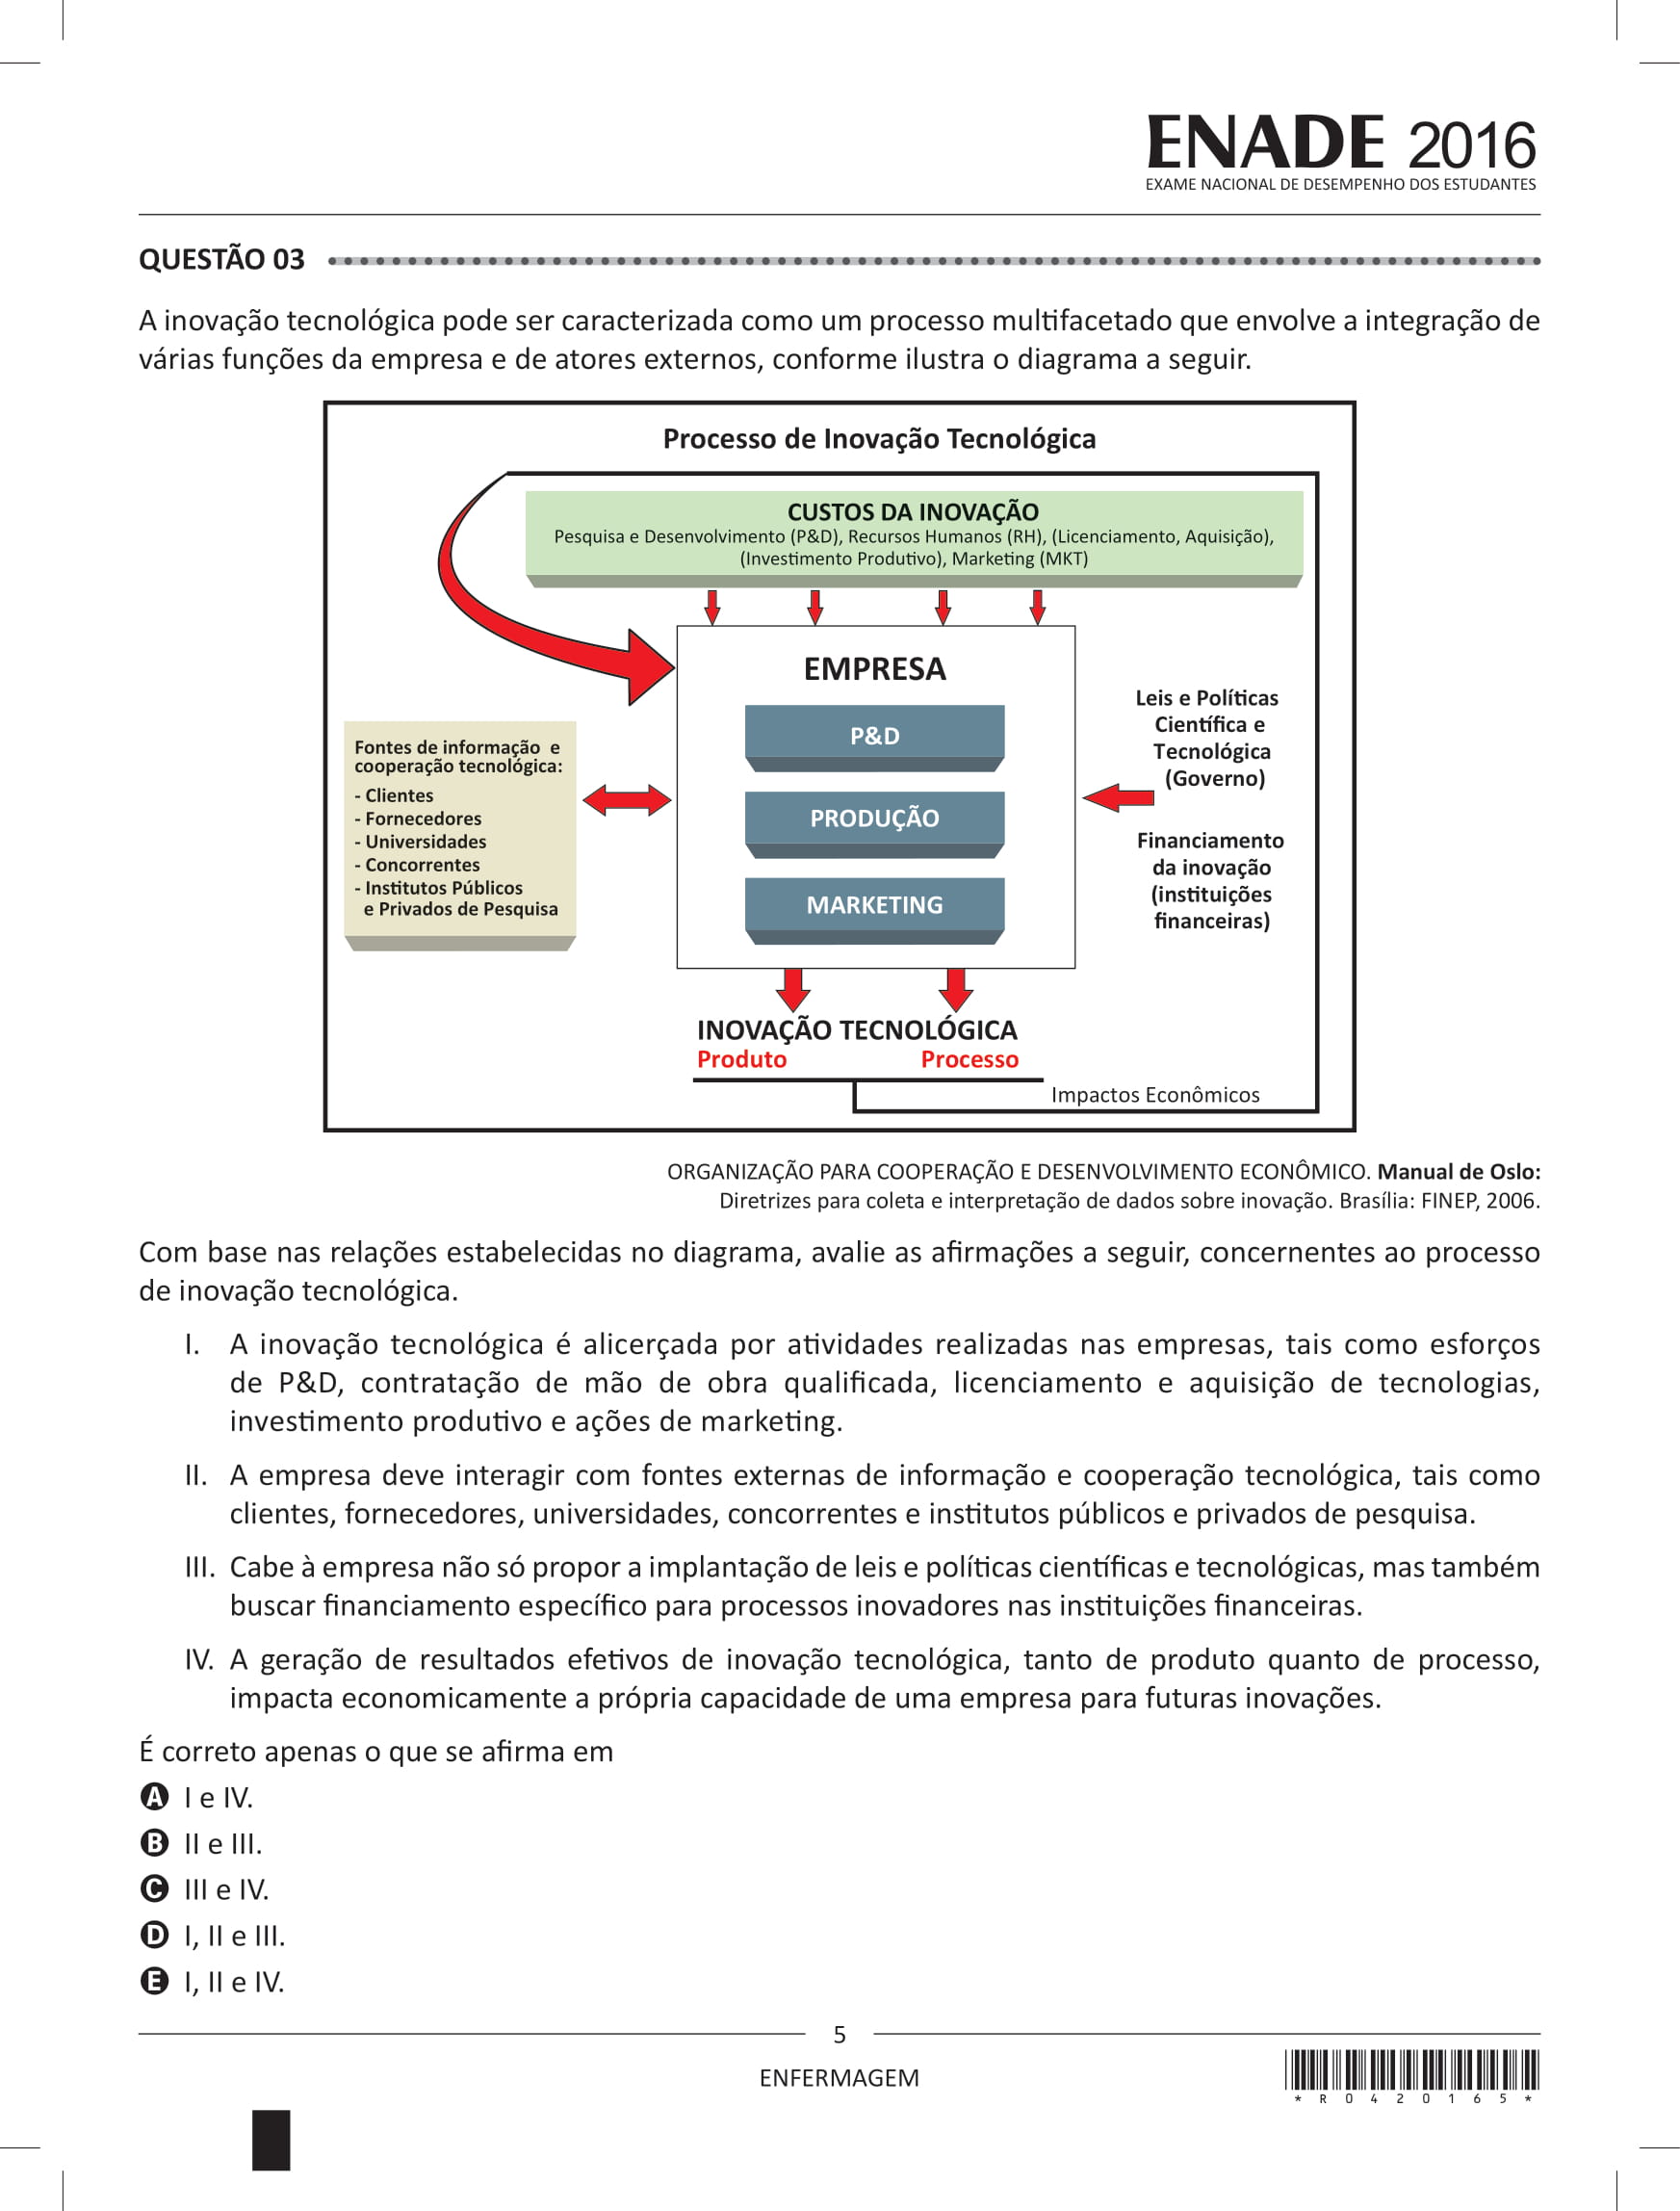 ENADE 2016
EXAME NACIONAL DE DESEMPENHO DOS ESTUDANTES
QUESTÃO 03
A inovação tecnológica pode ser caracterizada como um processo multifacetado que envolve a integração de
várias funções da empresa e de atores externos, conforme ilustra o diagrama a seguir.
Processo de Inovação Tecnológica
CUSTOS DA INOVAÇÃO
Pesquisa e Desenvolvimento (P&D), Recursos Humanos (RH), (Licenciamento, Aquisição),
(Investimento Produtivo), Marketing (MKT)
EMPRESA
P&D
PRODUÇÃO
MARKETING
Fontes de informação e
cooperação tecnológica:
- Clientes
- Fornecedores
- Universidades
- Concorrentes
- Institutos Públicos
e Privados de Pesquisa
Leis e Políticas
Científica e
Tecnológica
(Governo)
Financiamento
da inovação
(instituições
financeiras)
INOVAÇÃO TECNOLÓGICA
Produto Processo
Impactos Econômicos
ORGANIZAÇÃO PARA COOPERAÇÃO E DESENVOLVIMENTO ECONÔMICO. Manual de Oslo:
Diretrizes para coleta e interpretação de dados sobre inovação. Brasília: FINEP, 2006.
Com base nas relações estabelecidas no diagrama, avalie as afirmações a seguir, concernentes ao processo
de inovação tecnológica.
I. A inovação tecnológica é alicerçada por atividades realizadas nas empresas, tais como esforços
de P&D, contratação de mão de obra qualificada, licenciamento e aquisição de tecnologias,
investimento produtivo e ações de marketing.
II. A empresa deve interagir com fontes externas de informação e cooperação tecnológica, tais como
clientes, fornecedores, universidades, concorrentes e institutos públicos e privados de pesquisa.
III. Cabe à empresa não só propor a implantação de leis e políticas científicas e tecnológicas, mas também
buscar financiamento específico para processos inovadores nas instituições financeiras.
IV. A geração de resultados efetivos de inovação tecnológica, tanto de produto quanto de processo,
impacta economicamente a própria capacidade de uma empresa para futuras inovações.
É correto apenas o que se afirma em
A I e IV.
B II e III.
C III e IV.
D I, II e III.
E I, II e IV.
5
ENFERMAGEM
* R 0 4 2 0 1 6 5 *